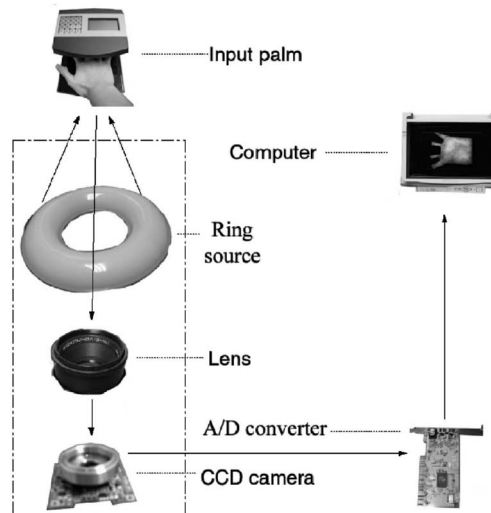 Input palm
Computer
Ring
source
Lens
A/D converter
CCD camera